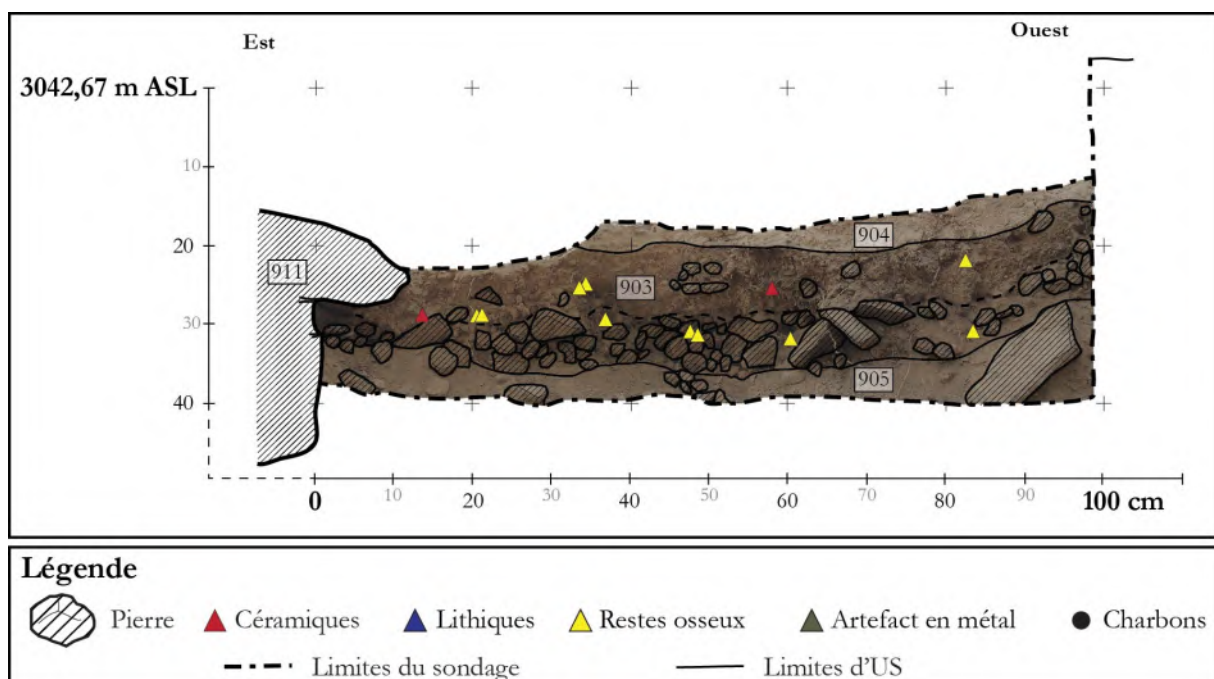 Est
Ouest
3042,67 m ASL
10
904
20
911
903
30
905
40
0 10 20 30 40 50 60 70 80 90 100 cm
Légende
Pierre Céramiques Lithiques Restes osseux Artefact en métal Charbons
Limites du sondage Limites d'US